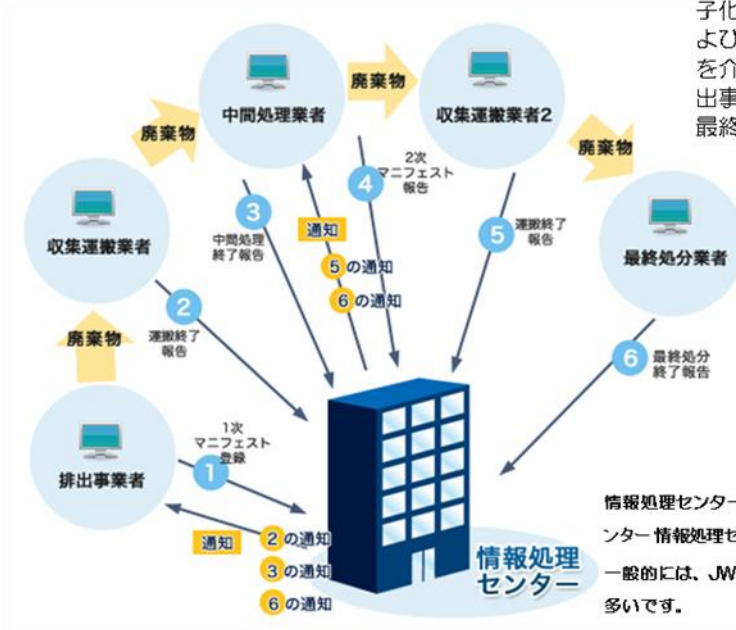 子化
よび
を介
出事
最終
廃棄物
中間処理業者
廃棄物
収集運搬業者2
廃棄物
収集運搬業者
最終処分業者
廃棄物
排出事業者
1
1次
マニフェスト
登録
2
運搬終了
報告
3
中間処理
終了報告
4
2次
マニフェスト
報告
5
運搬終了
報告
6
最終処分
終了報告
通知
5の通知
6の通知
通知
2の通知
3の通知
6の通知
情報処理
センター
情報処理センター
ンター 情報処理セ
一般的には、JW
多いです。